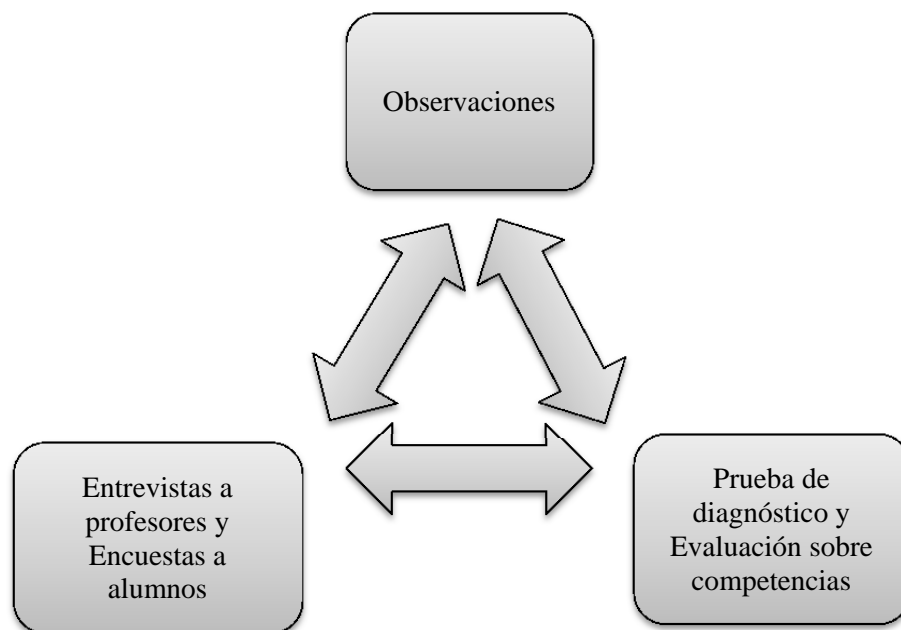 Observaciones
Entrevistas a
profesores y
Encuestas a
alumnos
Prueba de
diagnóstico y
Evaluación sobre
competencias